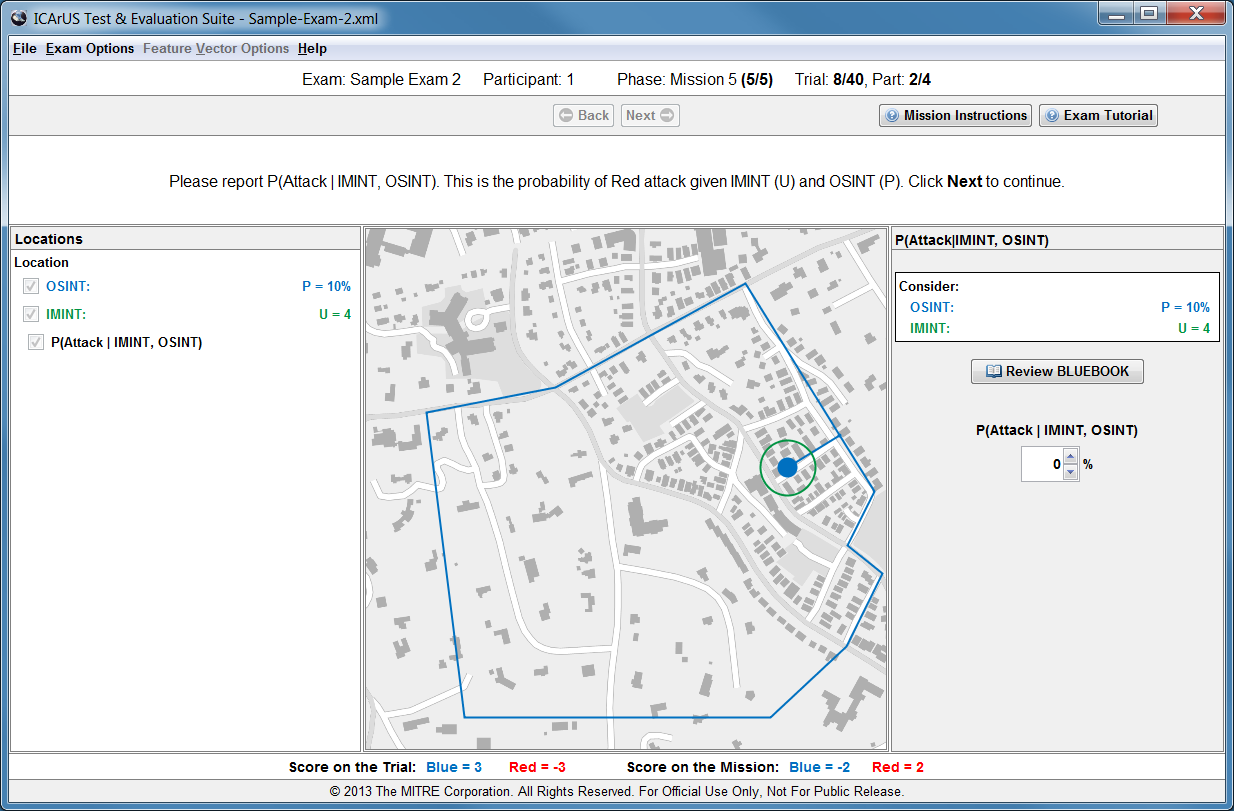 ICArUS Test & Evaluation Suite - Sample-Exam-2.xml
File Exam Options Feature Vector Options Help
Exam: Sample Exam 2 Participant: 1 Phase: Mission 5 (5/5) Trial: 8/40, Part: 2/4
Back Next Mission Instructions Exam Tutorial
Please report P(Attack | IMINT, OSINT). This is the probability of Red attack given IMINT (U) and OSINT (P). Click Next to continue.
Locations
Location
OSINT: P = 10%
IMINT: U = 4
P(Attack | IMINT, OSINT)
P(Attack|IMINT, OSINT)
Consider:
OSINT: P = 10%
IMINT: U = 4
Review BLUEBOOK
P(Attack | IMINT, OSINT)
0 %
Score on the Trial: Blue = 3 Red = -3 Score on the Mission: Blue = -2 Red = 2
© 2013 The MITRE Corporation. All Rights Reserved. For Official Use Only, Not For Public Release.